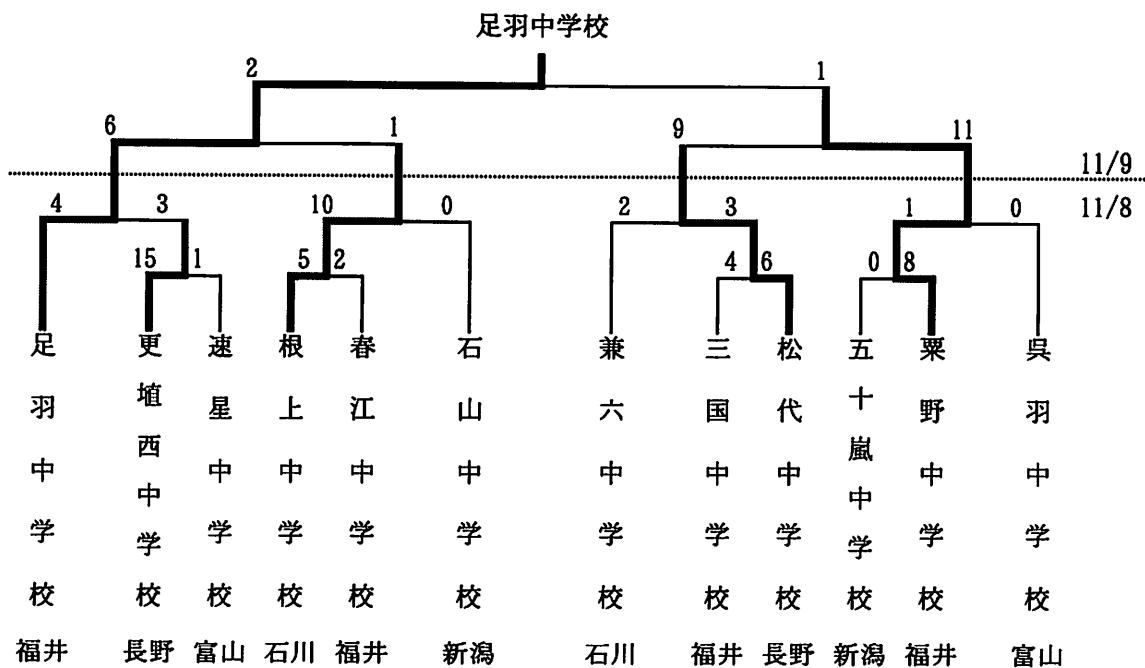 足羽中学校
2 1
6 1 9 11
11/9
4 3 10 0 2 3 1 0 11/8
15 1 5 2 4 6 0 8
足羽中学校
更埴西中学校
速星中学校
根上中学校
春江中学校
石山中学校
兼六中学校
三国中学校
松代中学校
五十嵐中学校
粟野中学校
呉羽中学校
福井 長野 富山 石川 福井 新潟 石川 福井 長野 新潟 福井 富山